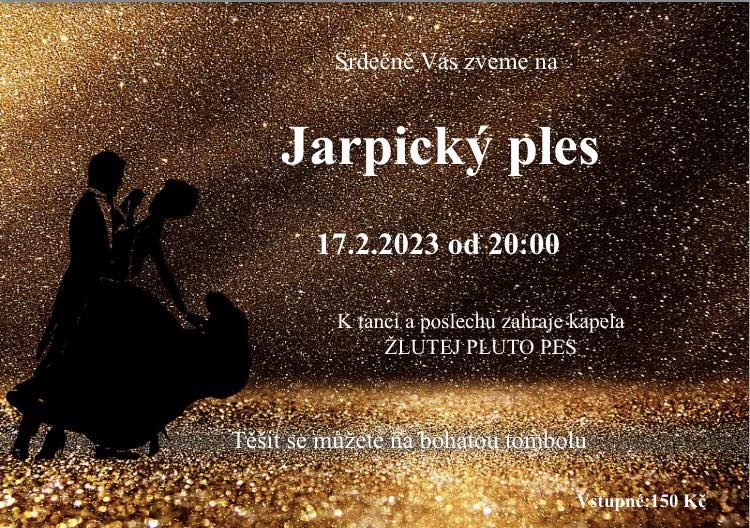 Srdečně Vás zveme na
Jarpický ples
17.2.2023 od 20:00
K tanci a poslechu zahraje kapela
ŽLUTEJ PLUTO PES
Těšit se můžete na bohatou tombolu
Vstupné:150 Kč